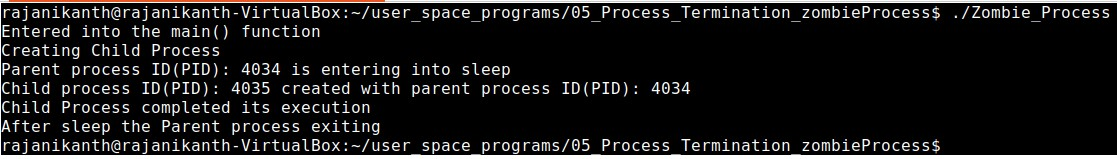 rajanikanth@rajanikanth-VirtualBox:~/user_space_programs/05_Process_Termination_zombieProcess$ ./Zombie_Process
Entered into the main() function
Creating Child Process
Parent process ID(PID): 4034 is entering into sleep
Child process ID(PID): 4035 created with parent process ID(PID): 4034
Child Process completed its execution
After sleep the Parent process exiting
rajanikanth@rajanikanth-VirtualBox:~/user_space_programs/05_Process_Termination_zombieProcess$